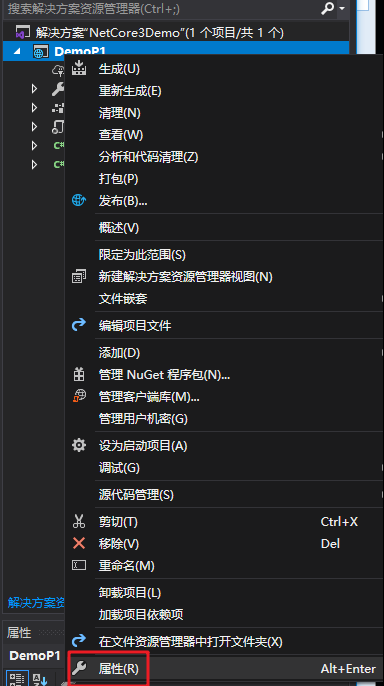 搜索解决方案资源管理器(Ctrl+;)
解决方案"NetCore3Demo"(1 个项目/共 1 个)
DemoP1
生成(U)
重新生成(E)
清理(N)
查看(W)
分析和代码清理(Z)
打包(P)
发布(B)...
概述(V)
限定为此范围(S)
新建解决方案资源管理器视图(N)
文件嵌套
编辑项目文件
添加(D)
管理 NuGet 程序包(N)...
管理客户端库(M)...
管理用户机密(G)
设为启动项目(A)
调试(G)
源代码管理(S)
剪切(T) Ctrl+X
移除(V) Del
重命名(M)
卸载项目(L)
加载项目依赖项
解决方案资
在文件资源管理器中打开文件夹(X)
属性
DemoP1
属性(R) Alt+Enter